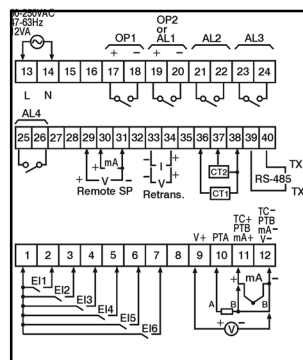 90-250VAC
47-63Hz
12VA
OP2
or
OP1 AL1 AL2 AL3
+ − + −
13 14 15 16 17 18 19 20 21 22 23 24
L N
AL4
25 26 27 28 29 30 31 32 33 34 35 36 37 38 39 40
+ mA − − I + TX
+ V − − V + CT2 RS-485
Remote SP Retrans. CT1 TX
TC+ TC−
PTB PTB
mA+ mA−
V+ PTA V−
1 2 3 4 5 6 7 8 9 10 11 12
EI1 + mA −
EI2
EI3 A B B
EI4
EI5 + V −
EI6